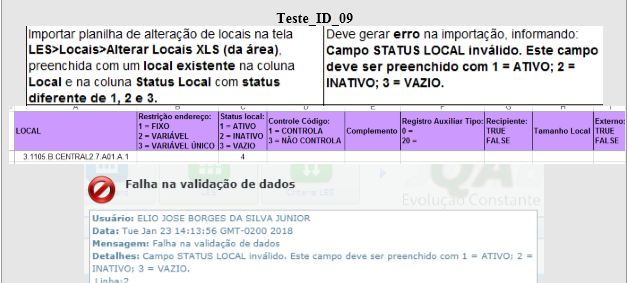 Teste_ID_09
Importar planilha de alteração de locais na tela
LES>Locais>Alterar Locais XLS (da área),
preenchida com um local existente na coluna
Local e na coluna Status Local com status
diferente de 1, 2 e 3.
Deve gerar erro na importação, informando:
Campo STATUS LOCAL inválido. Este campo
deve ser preenchido com 1 = ATIVO; 2 =
INATIVO; 3 = VAZIO.
LOCAL
Restrição endereço:
1 = FIXO
2 = VARIÁVEL
3 = VARIÁVEL ÚNICO
Status local:
1 = ATIVO
2 = INATIVO
3 = VAZIO
Controle Código:
1 = CONTROLA
3 = NÃO CONTROLA
Complemento
Registro Auxiliar Tipo:
0 =
20 =
Recipiente:
TRUE
FALSE
Tamanho Local
Externo:
TRUE
FALSE
3.1105.B.CENTRAL2.7.A01.A.1
4
Falha na validação de dados
Evolução Constante
Usuário: ELIO JOSE BORGES DA SILVA JUNIOR
Data: Tue Jan 23 14:13:56 GMT-0200 2018
Mensagem: Falha na validação de dados
Detalhes: Campo STATUS LOCAL inválido. Este campo deve ser preenchido com 1 = ATIVO; 2 =
INATIVO; 3 = VAZIO.
Linha:2